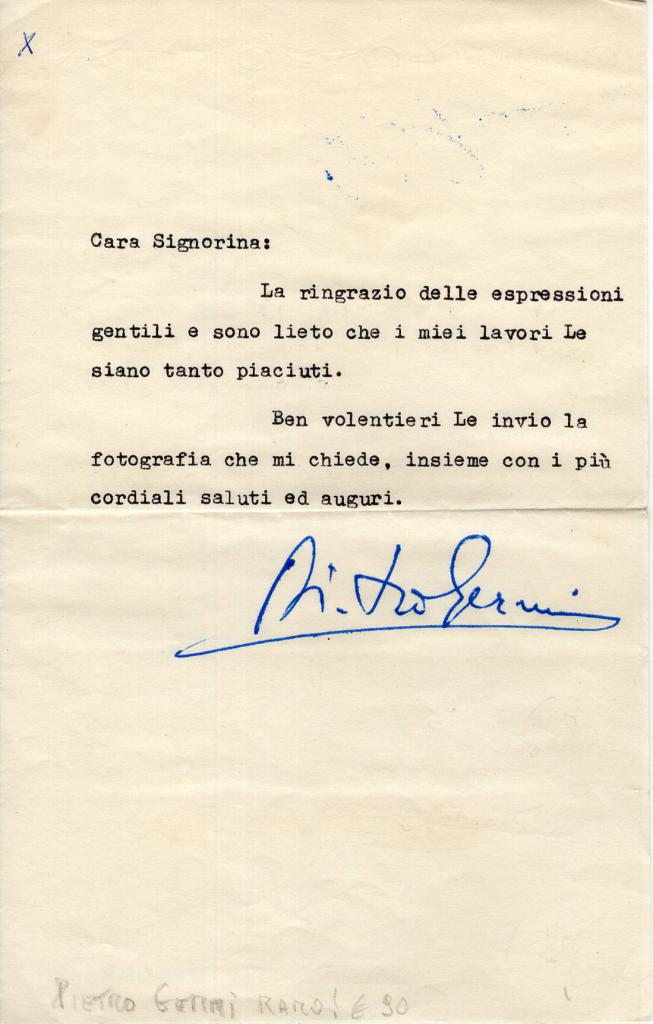 X
Cara Signorina:
La ringrazio delle espressioni
gentili e sono lieto che i miei lavori Le
siano tanto piaciuti.
Ben volentieri Le invio la
fotografia che mi chiede, insieme con i più
cordiali saluti ed auguri.
Pietro Germi
PIETRO GERMI RARO! € 90